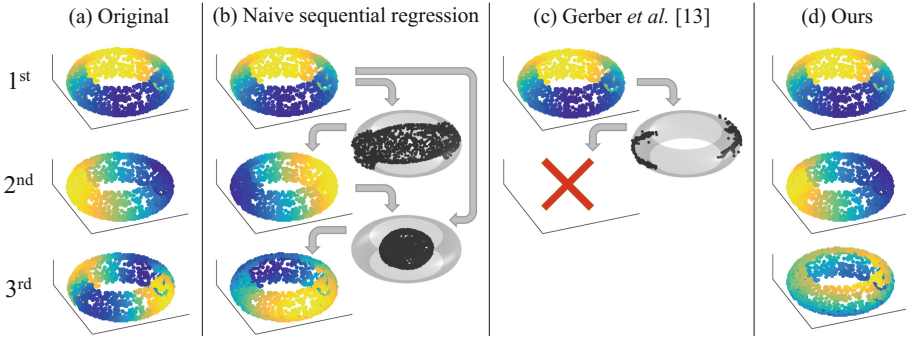 (a) Original
(b) Naive sequential regression
(c) Gerber et al. [13]
(d) Ours
1st
2nd
3rd